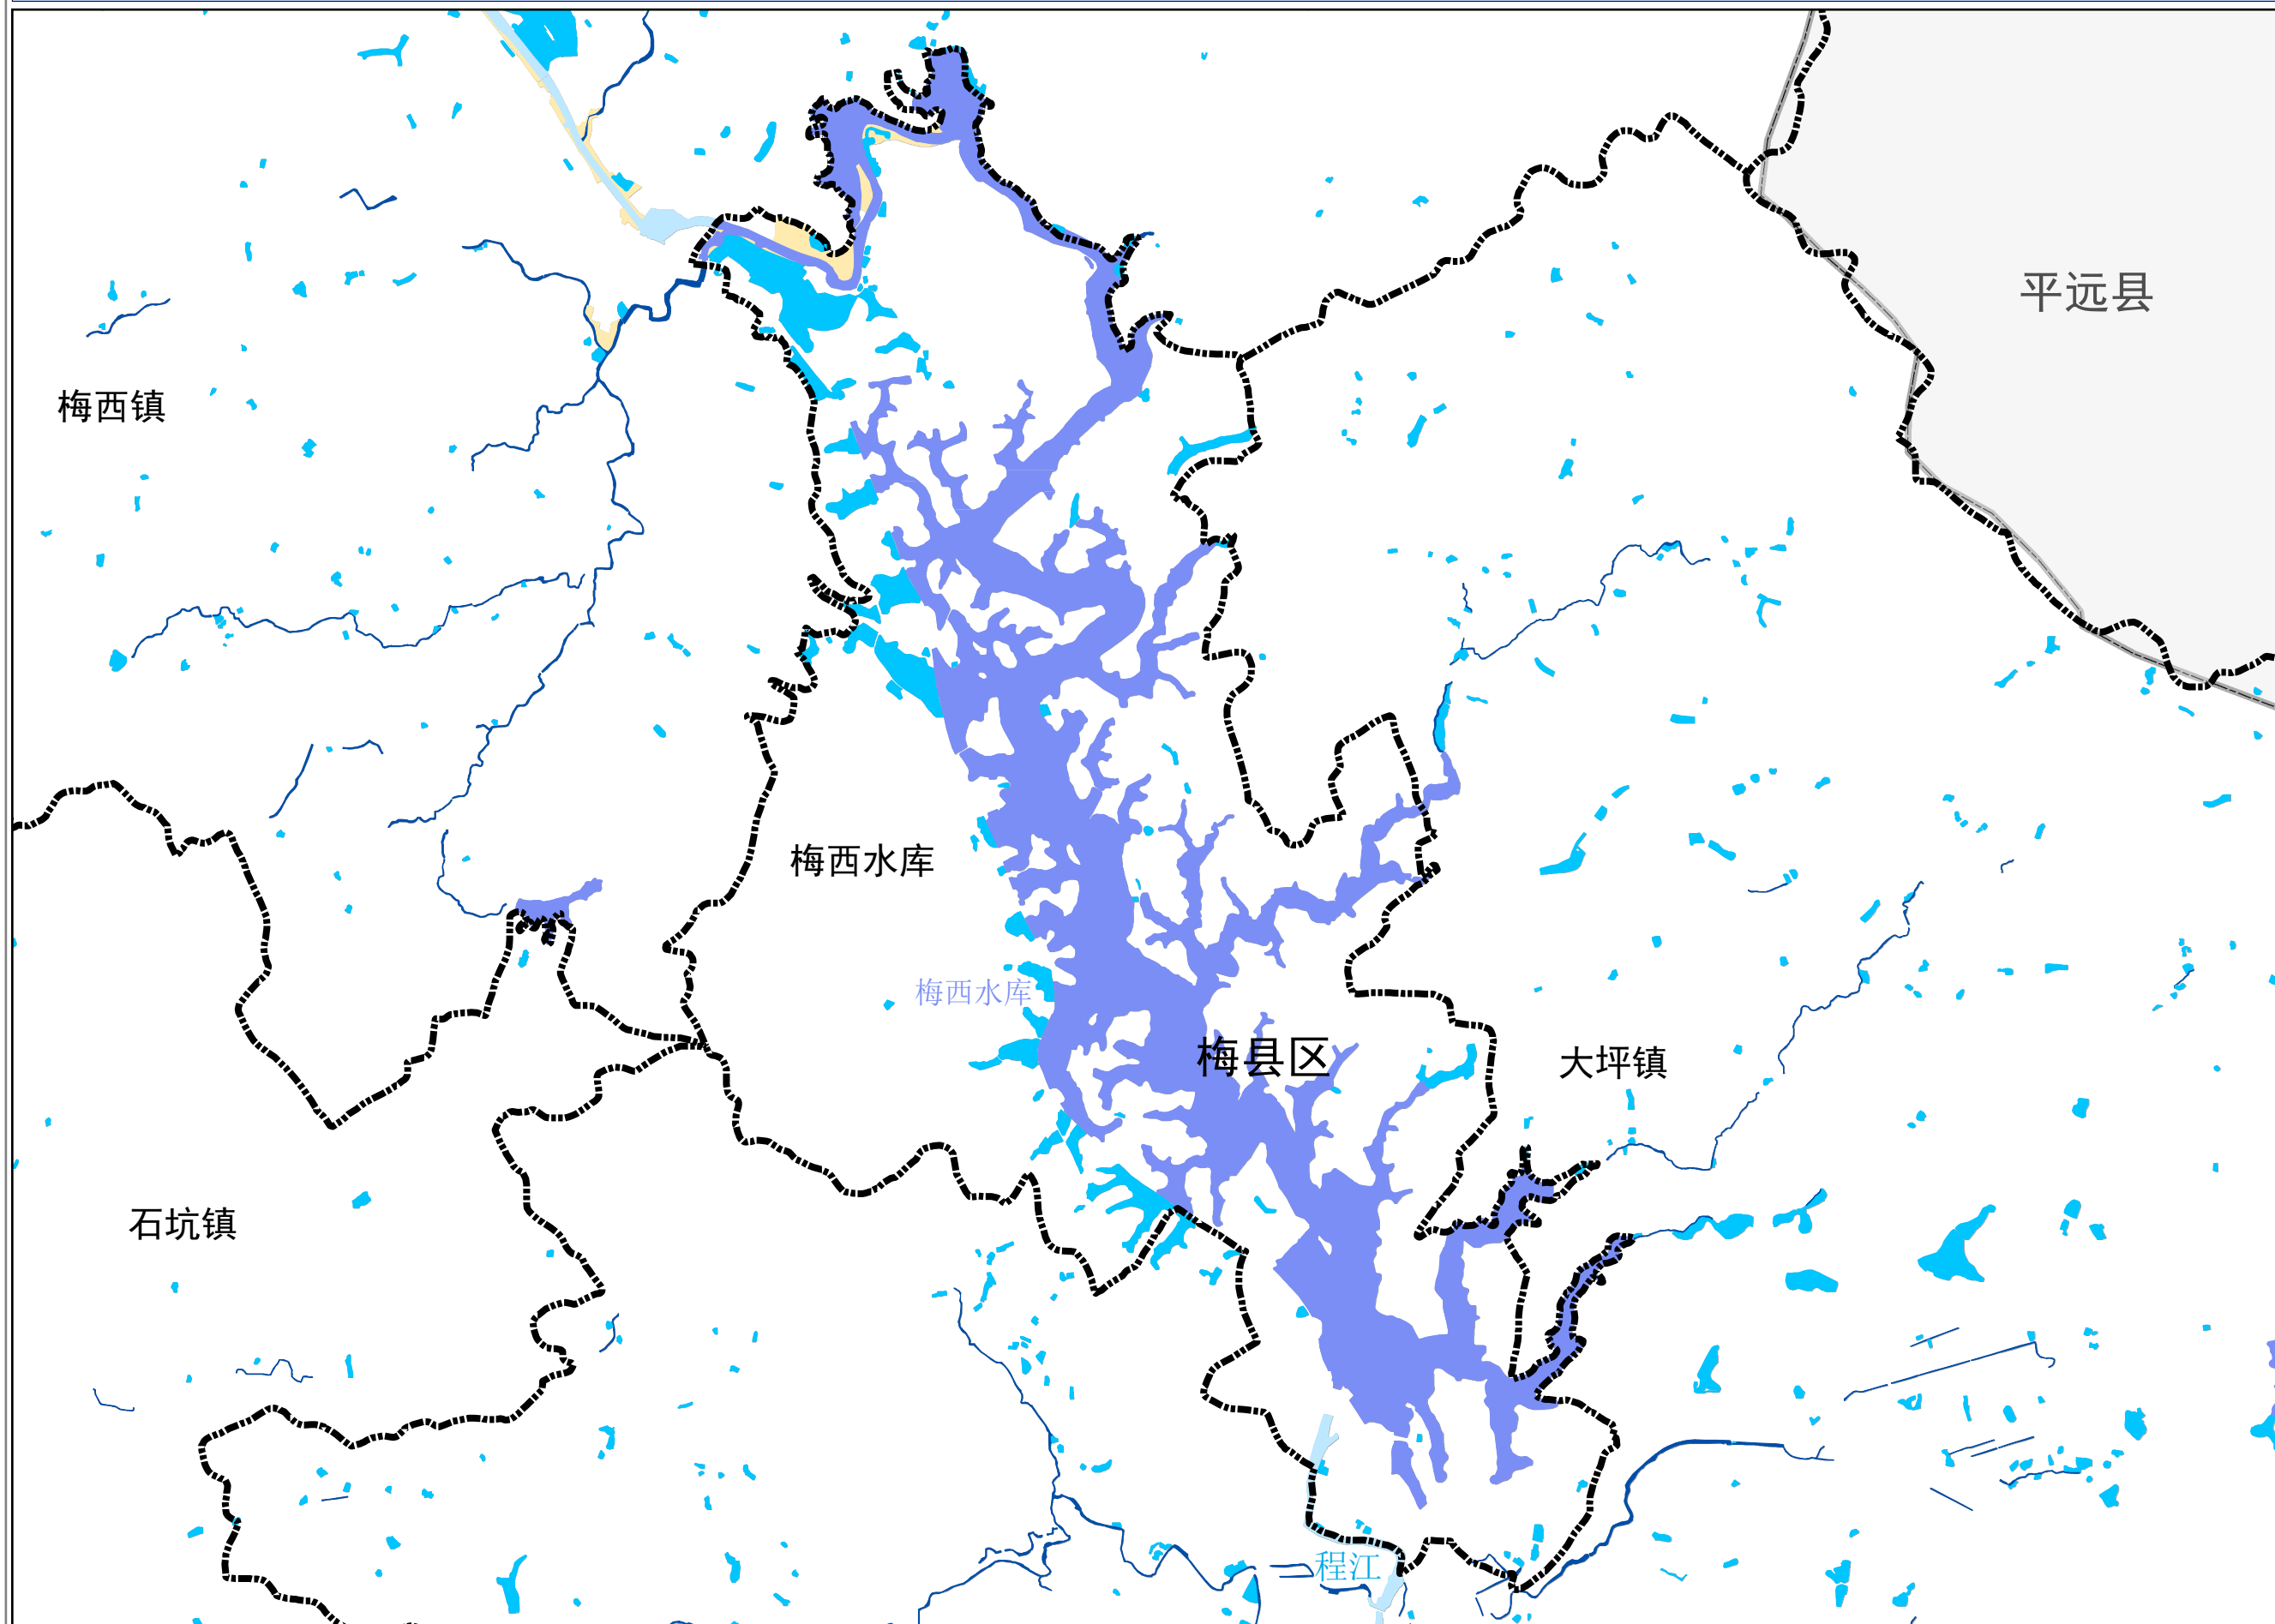 平远县
梅西镇
梅西水库
梅西水库
梅县区
大坪镇
石坑镇
程江